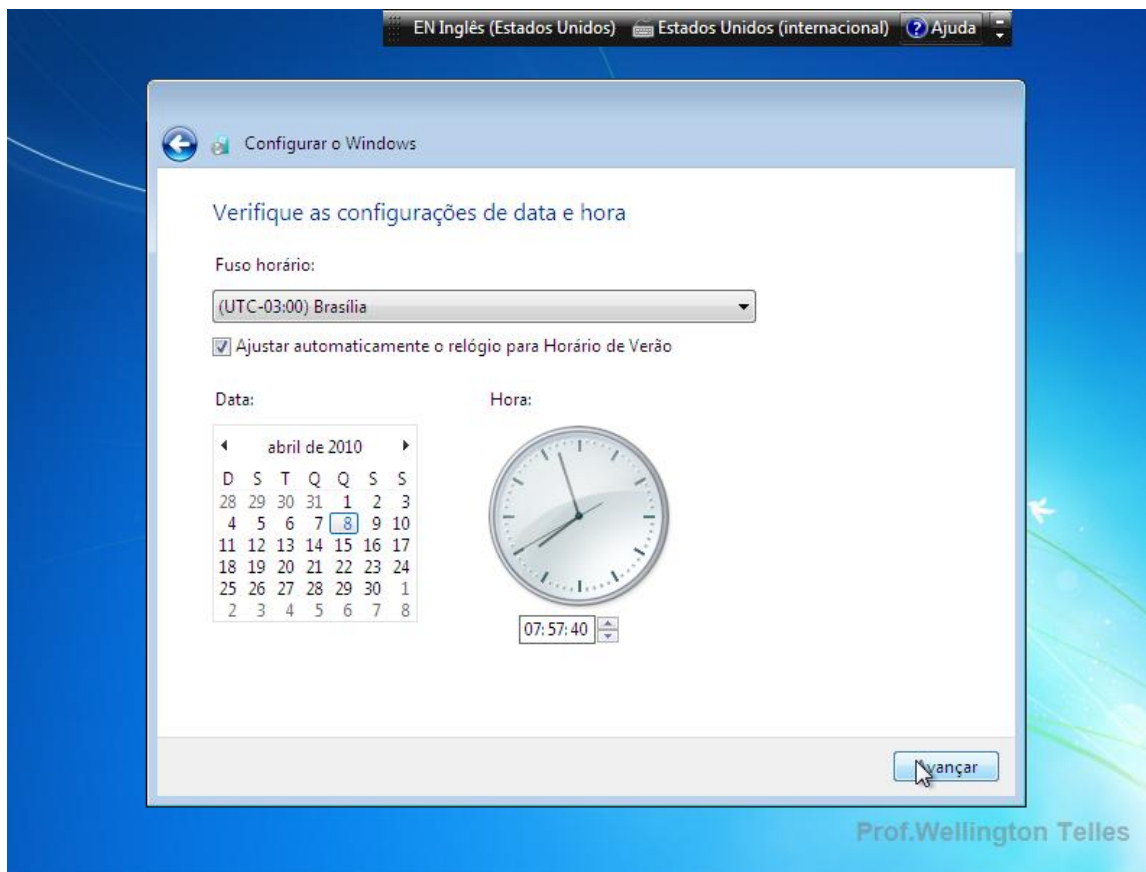 EN Inglês (Estados Unidos) Estados Unidos (internacional) ? Ajuda
Configurar o Windows
Verifique as configurações de data e hora
Fuso horário:
(UTC-03:00) Brasília
Ajustar automaticamente o relógio para Horário de Verão
Data: Hora:
abril de 2010
D S T Q Q S S
28 29 30 31 1 2 3
4 5 6 7 8 9 10
11 12 13 14 15 16 17
18 19 20 21 22 23 24
25 26 27 28 29 30 1
2 3 4 5 6 7 8
07:57:40
Avançar
Prof.Wellington Telles